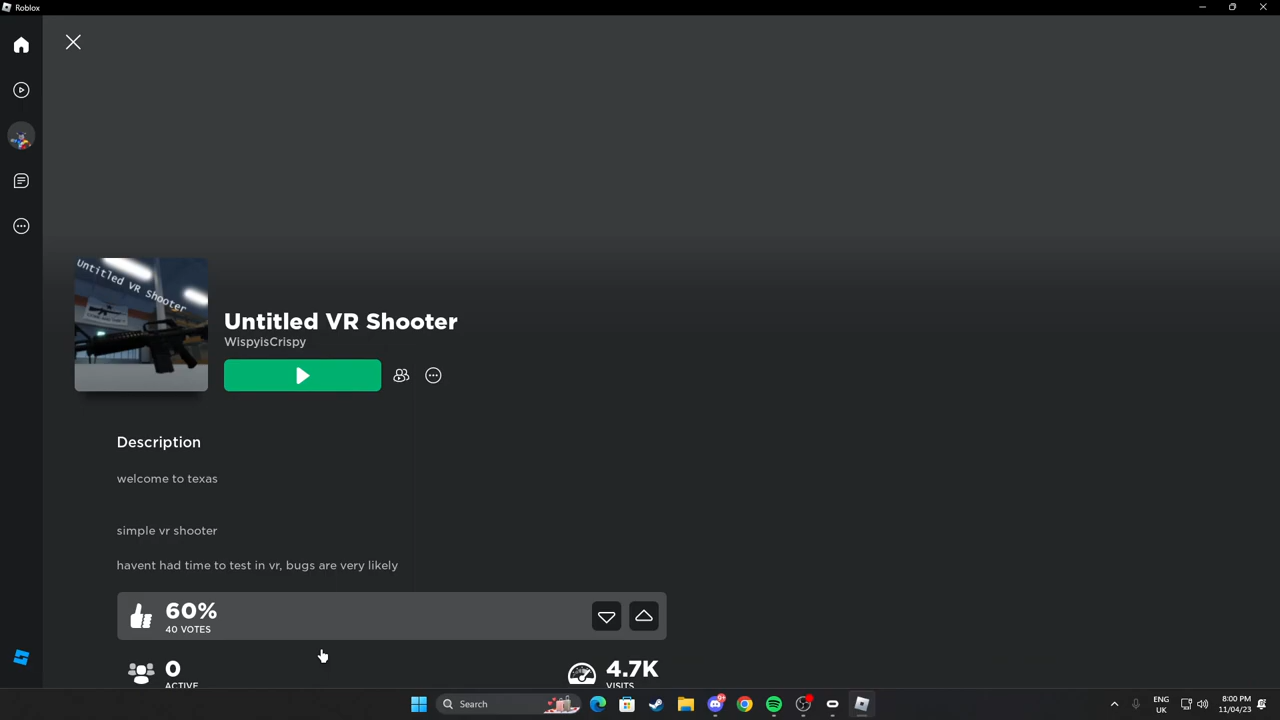 Roblox
Untitled VR Shooter
Untitled VR Shooter
WispyisCrispy
Description
welcome to texas
simple vr shooter
havent had time to test in vr, bugs are very likely
60%
40 VOTES
0
ACTIVE
4.7K
VISITS
Search
9+
ENG
UK
8:00 PM
11/04/23